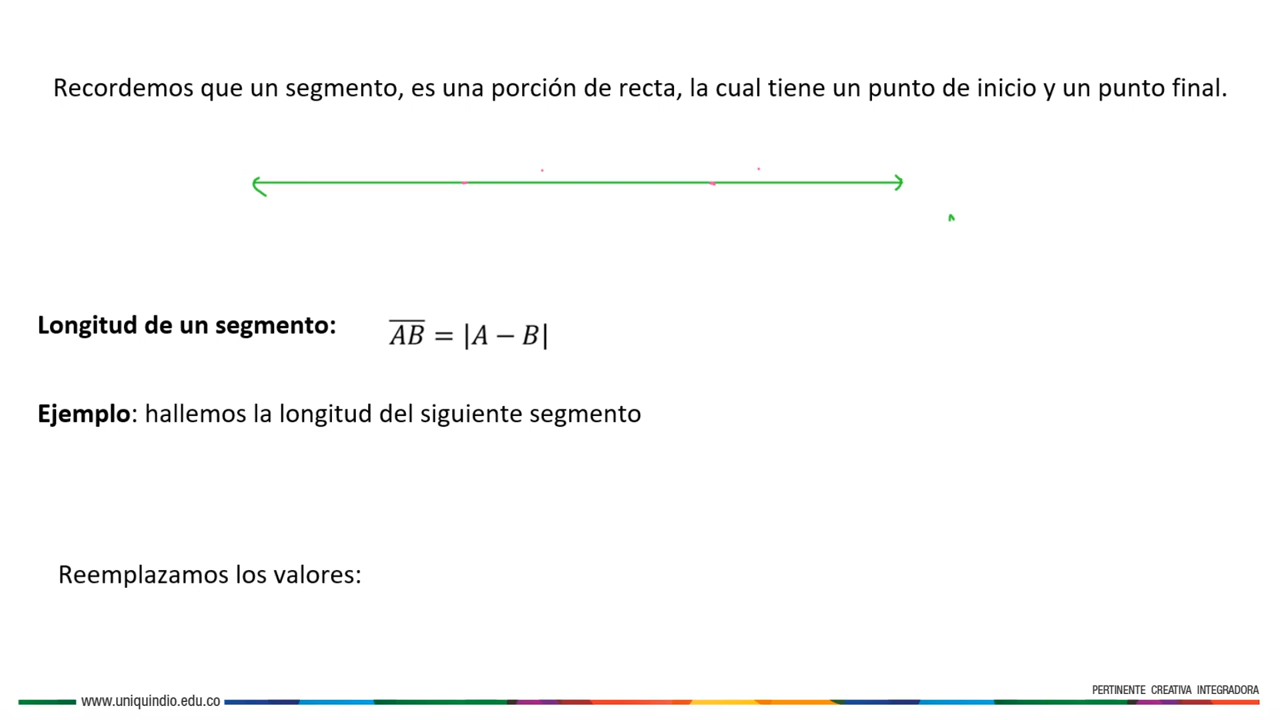 Recordemos que un segmento, es una porción de recta, la cual tiene un punto de inicio y un punto final.
Longitud de un segmento: $\overline{AB} = |A - B|$
Ejemplo: hallemos la longitud del siguiente segmento
Reemplazamos los valores:
PERTINENTE CREATIVA INTEGRADORA
www.uniquindio.edu.co